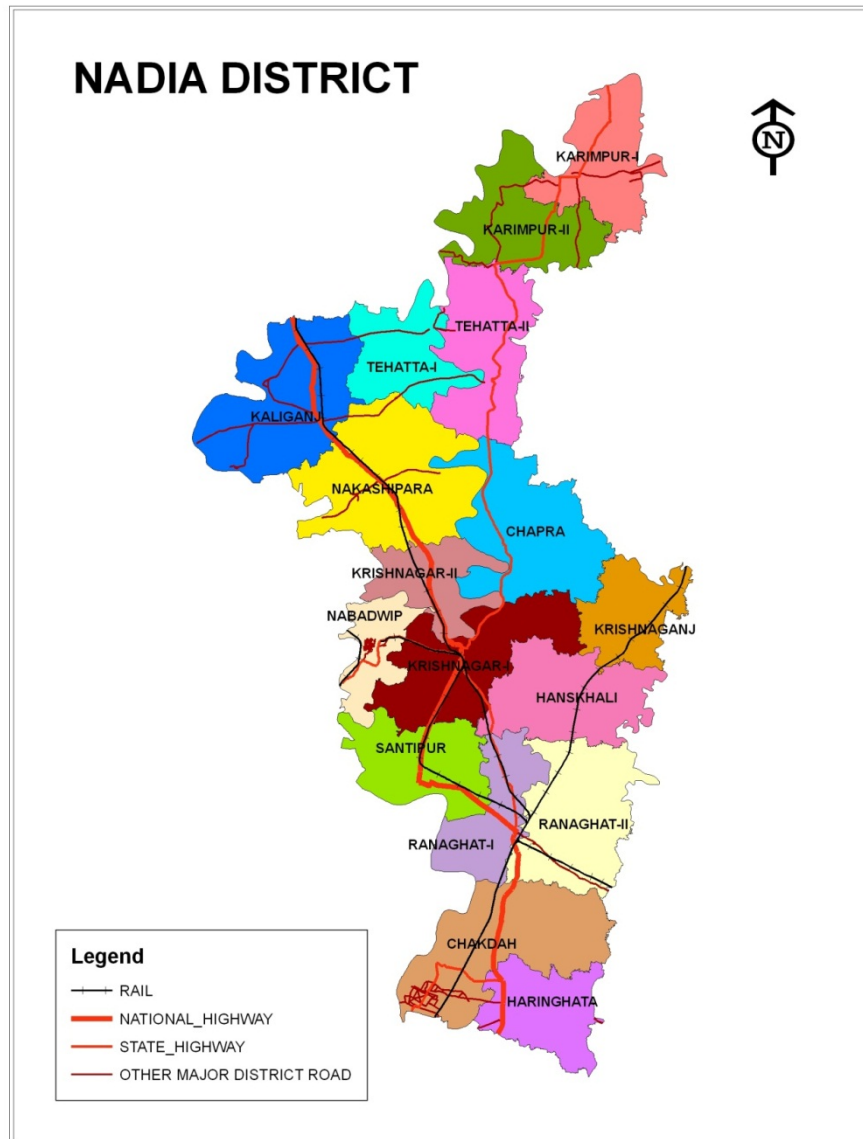 NADIA DISTRICT
N
KARIMPUR-I
KARIMPUR-II
TEHATTA-II
TEHATTA-I
KALIGANJ
NAKASHIPARA
CHAPRA
KRISHNAGAR-II
NABADWIP
KRISHNAGANJ
KRISHNAGAR-I
HANSKHALI
SANTIPUR
RANAGHAT-II
RANAGHAT-I
CHAKDAH
HARINGHATA
Legend
RAIL
NATIONAL_HIGHWAY
STATE_HIGHWAY
OTHER MAJOR DISTRICT ROAD